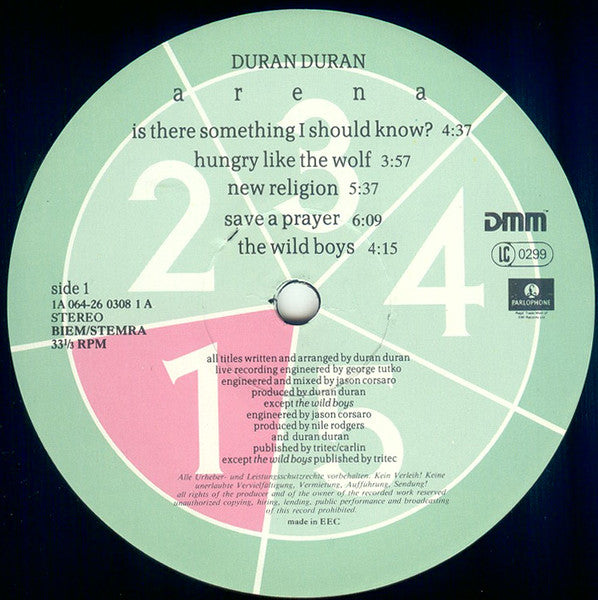 DURAN DURAN
arena
is there something I should know? 4:37
hungry like the wolf 3:57
new religion 5:37
save a prayer 6:09
the wild boys 4:15
2
3
4
DMM
LC 0299
PARLOPHONE
side 1
1A 064-26 0308 1 A
STEREO
BIEM/STEMRA
33⅓ RPM
1
5
all titles written and arranged by duran duran
live recording engineered by george tutko
engineered and mixed by jason corsaro
produced by duran duran
except the wild boys
engineered by jason corsaro
produced by nile rodgers
and duran duran
published by tritec/carlin
except the wild boys published by tritec
Alle Urheber- und Leistungsschutzrechte vorbehalten. Kein Verleih! Keine
unerlaubte Vervielfältigung, Vermietung, Aufführung, Sendung!
all rights of the producer and of the owner of the recorded work reserved
unauthorized copying, hiring, lending, public performance and broadcasting
of this record prohibited.
made in EEC